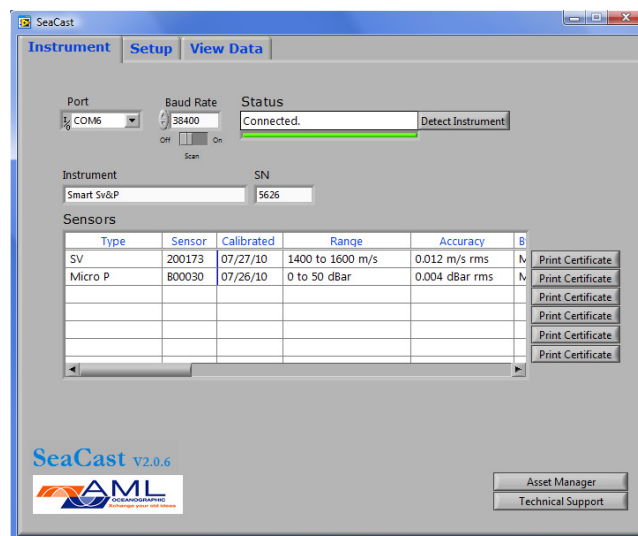 SeaCast
Instrument Setup View Data
Port Baud Rate Status
COM6 38400 Connected. Detect Instrument
Off On
Scan
Instrument SN
Smart Sv&P 5626
Sensors
Type Sensor Calibrated Range Accuracy
SV 200173 07/27/10 1400 to 1600 m/s 0.012 m/s rms M Print Certificate
Micro P B00030 07/26/10 0 to 50 dBar 0.004 dBar rms M Print Certificate
Print Certificate
Print Certificate
Print Certificate
Print Certificate
SeaCast V2.0.6
AML
OCEANOGRAPHIC
Xchange your old ideas
Asset Manager
Technical Support